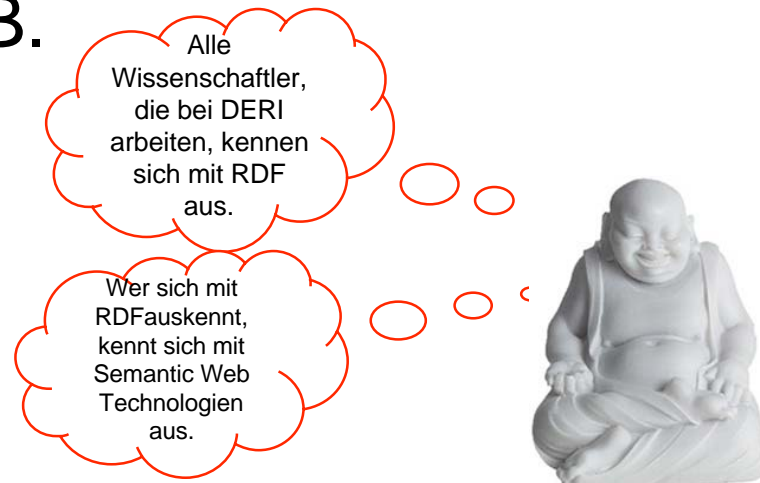 B.
Alle
Wissenschaftler,
die bei DERI
arbeiten, kennen
sich mit RDF
aus.
Wer sich mit
RDFauskennt,
kennt sich mit
Semantic Web
Technologien
aus.